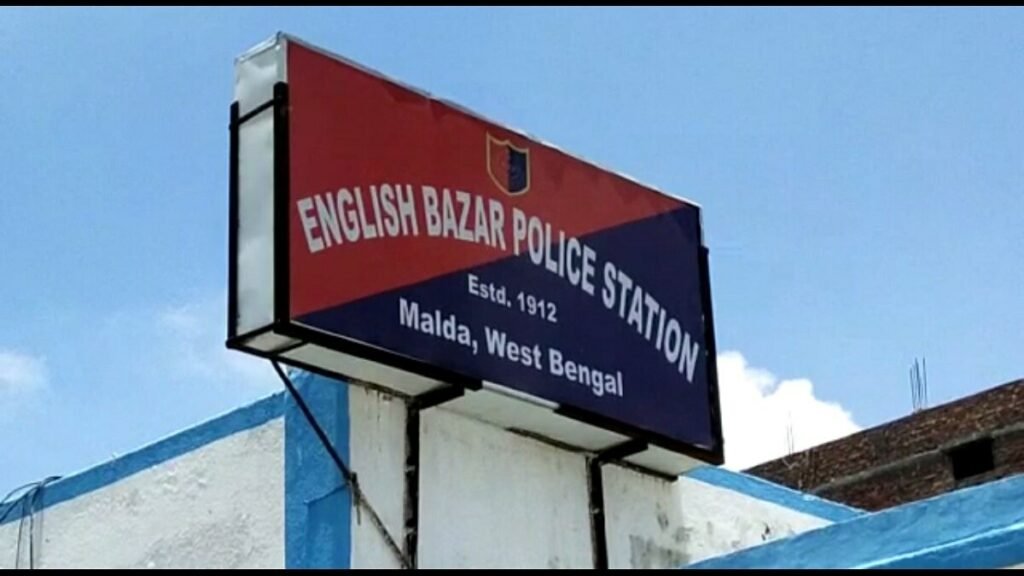 ENGLISH BAZAR POLICE STATION
Estd. 1912
Malda, West Bengal